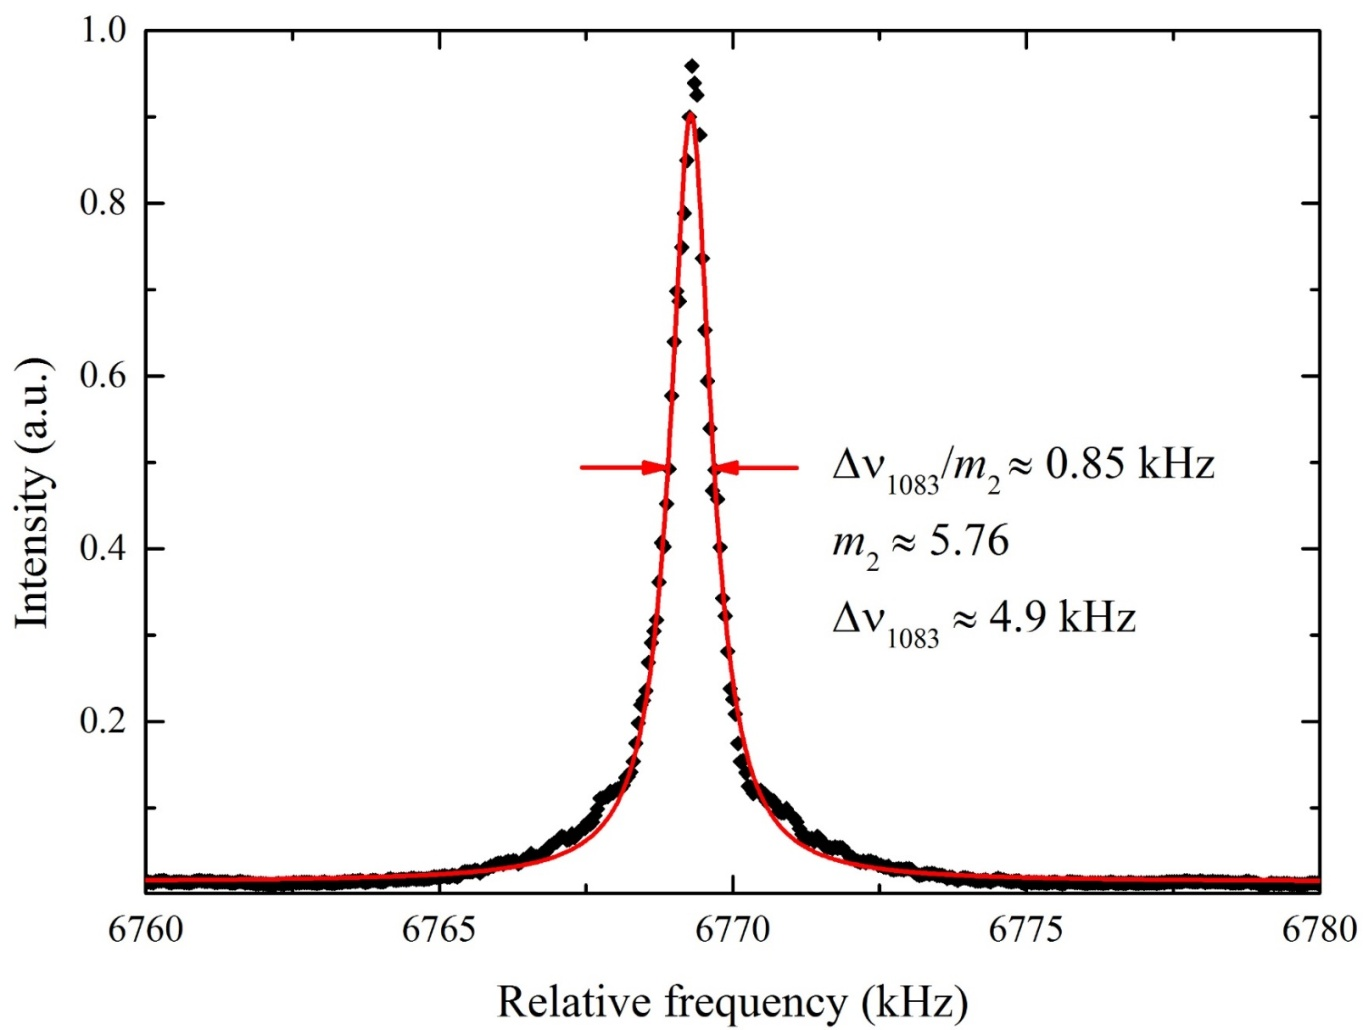 1.0
0.8
0.6
0.4
0.2
Intensity (a.u.)
Δν1083/m2 ≈ 0.85 kHz
m2 ≈ 5.76
Δν1083 ≈ 4.9 kHz
6760 6765 6770 6775 6780
Relative frequency (kHz)